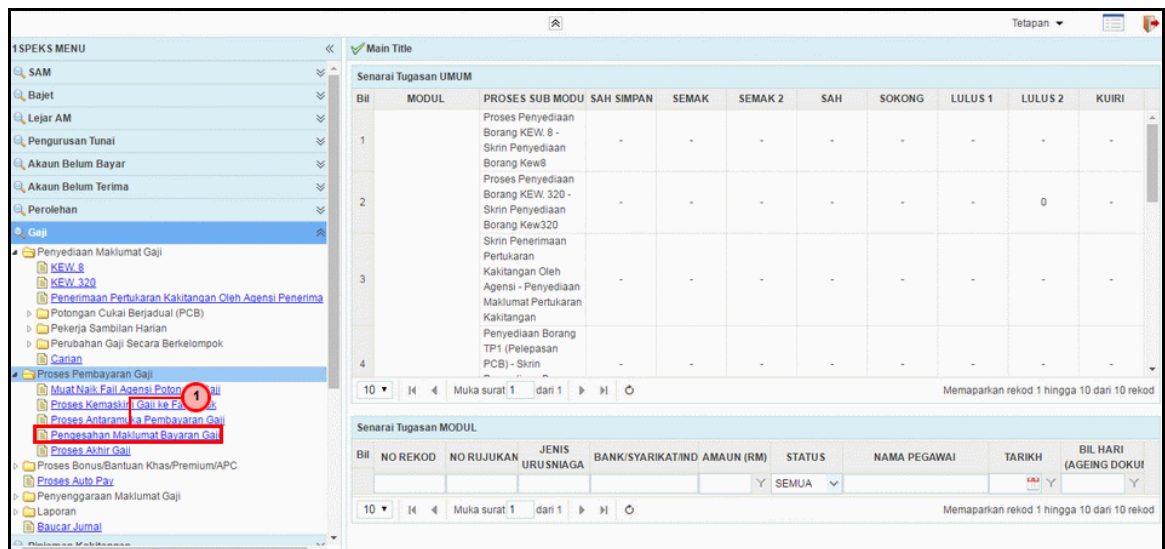 Tetapan
1SPEKS MENU
SAM
Bajet
Lejar AM
Pengurusan Tunai
Akaun Belum Bayar
Akaun Belum Terima
Perolehan
Gaji
Penyediaan Maklumat Gaji
KEW. 8
KEW. 320
Penerimaan Pertukaran Kakitangan Oleh Agensi Penerima
Potongan Cukai Berjadual (PCB)
Pekerja Sambilan Harian
Perubahan Gaji Secara Berkelompok
Carian
Proses Pembayaran Gaji
Muat Naik Fail Agensi Poton aji
1
Proses Kemaskini Gaji ke Fa k
Proses Antaramuka Pembayaran Gaji
Pengesahan Maklumat Bayaran Gaji
Proses Akhir Gaji
Proses Bonus/Bantuan Khas/Premium/APC
Proses Auto Pay
Penyenggaraan Maklumat Gaji
Laporan
Baucar Jurnal
Pinjaman Kakitangan
Main Title
Senarai Tugasan UMUM
Bil MODUL PROSES SUB MODU SAH SIMPAN SEMAK SEMAK 2 SAH SOKONG LULUS 1 LULUS 2 KUIRI
Proses Penyediaan
Borang KEW. 8 -
1 - - - - - - - -
Skrin Penyediaan
Borang Kew8
Proses Penyediaan
Borang KEW. 320 -
2 - - - - - - 0 -
Skrin Penyediaan
Borang Kew320
Skrin Penerimaan
Pertukaran
Kakitangan Oleh
3 - - - - - - - -
Agensi - Penyediaan
Maklumat Pertukaran
Kakitangan
Penyediaan Borang
TP1 (Pelepasan
4 PCB) - Skrin - - - - - - - -
10 Muka surat 1 dari 1 Memaparkan rekod 1 hingga 10 dari 10 rekod
Senarai Tugasan MODUL
Bil NO REKOD NO RUJUKAN JENIS URUSNIAGA BANK/SYARIKAT/IND AMAUN (RM) STATUS NAMA PEGAWAI TARIKH BIL HARI (AGEING DOKUI
SEMUA
10 Muka surat 1 dari 1 Memaparkan rekod 1 hingga 10 dari 10 rekod